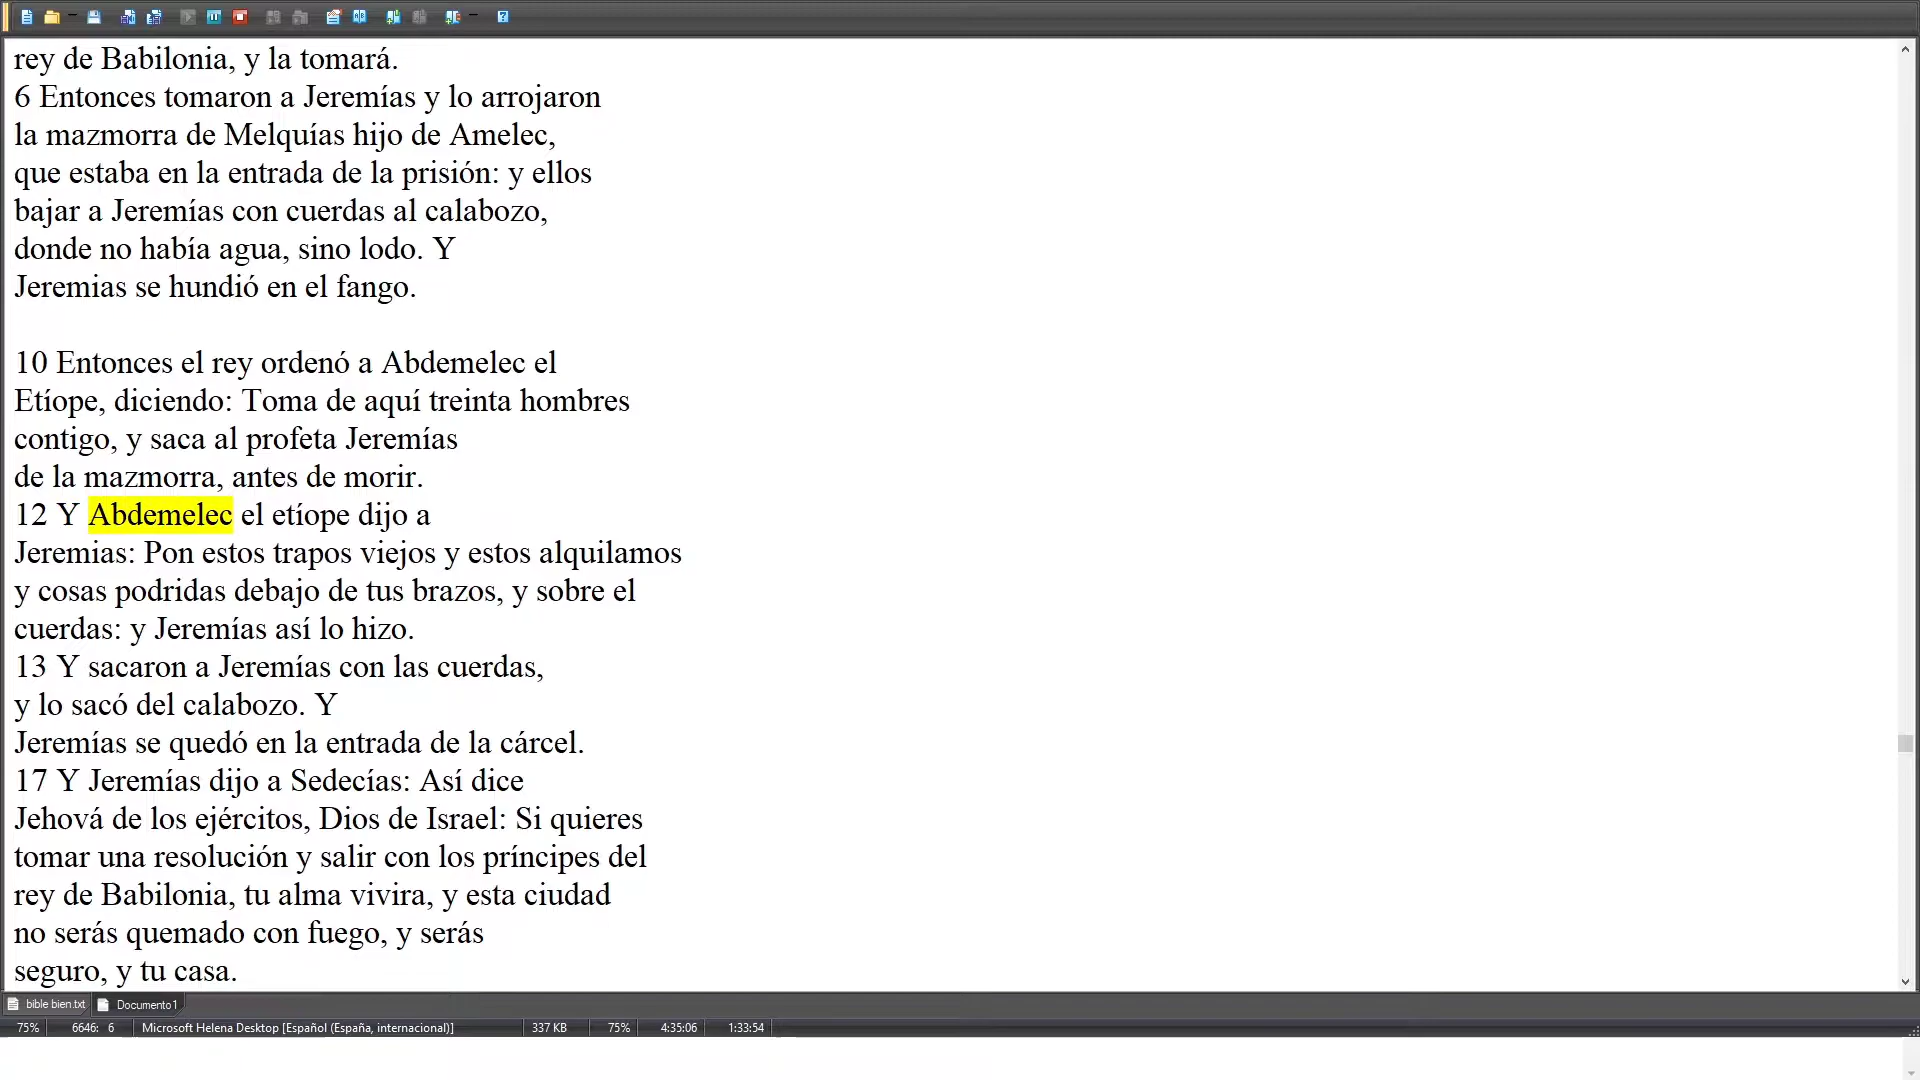 rey de Babilonia, y la tomará.
6 Entonces tomaron a Jeremías y lo arrojaron
la mazmorra de Melquías hijo de Amelec,
que estaba en la entrada de la prisión: y ellos
bajar a Jeremías con cuerdas al calabozo,
donde no había agua, sino lodo. Y
Jeremias se hundió en el fango.
10 Entonces el rey ordenó a Abdemelec el
Etíope, diciendo: Toma de aquí treinta hombres
contigo, y saca al profeta Jeremías
de la mazmorra, antes de morir.
12 Y Abdemelec el etíope dijo a
Jeremias: Pon estos trapos viejos y estos alquilamos
y cosas podridas debajo de tus brazos, y sobre el
cuerdas: y Jeremías así lo hizo.
13 Y sacaron a Jeremías con las cuerdas,
y lo sacó del calabozo. Y
Jeremías se quedó en la entrada de la cárcel.
17 Y Jeremías dijo a Sedecías: Así dice
Jehová de los ejércitos, Dios de Israel: Si quieres
tomar una resolución y salir con los príncipes del
rey de Babilonia, tu alma vivira, y esta ciudad
no serás quemado con fuego, y serás
seguro, y tu casa.
bible bien.txt Documento1
75% 6646: 6 Microsoft Helena Desktop [Español (España, internacional)] 337 KB 75% 4:35:06 1:33:54